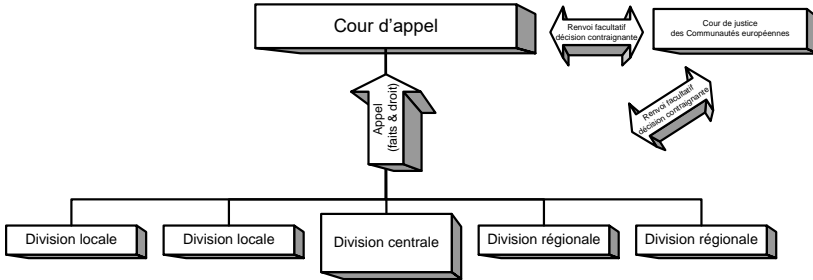 Cour d’appel
Renvoi facultatif
décision contraignante
Cour de justice
des Communautés européennes
Renvoi facultatif
décision contraignante
Appel
(faits & droit)
Division locale
Division locale
Division centrale
Division régionale
Division régionale